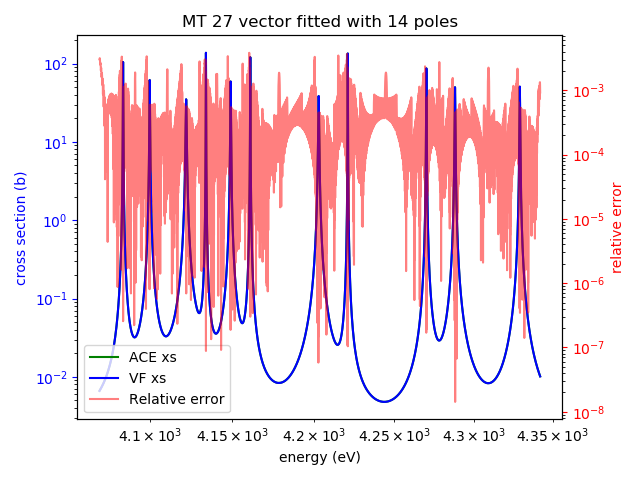 MT 27 vector fitted with 14 poles
10²
10¹
10⁰
10⁻¹
10⁻²
cross section (b)
10⁻³
10⁻⁴
10⁻⁵
10⁻⁶
10⁻⁷
10⁻⁸
relative error
ACE xs
VF xs
Relative error
4.1 × 10³ 4.15 × 10³ 4.2 × 10³ 4.25 × 10³ 4.3 × 10³ 4.35 × 10³
energy (eV)